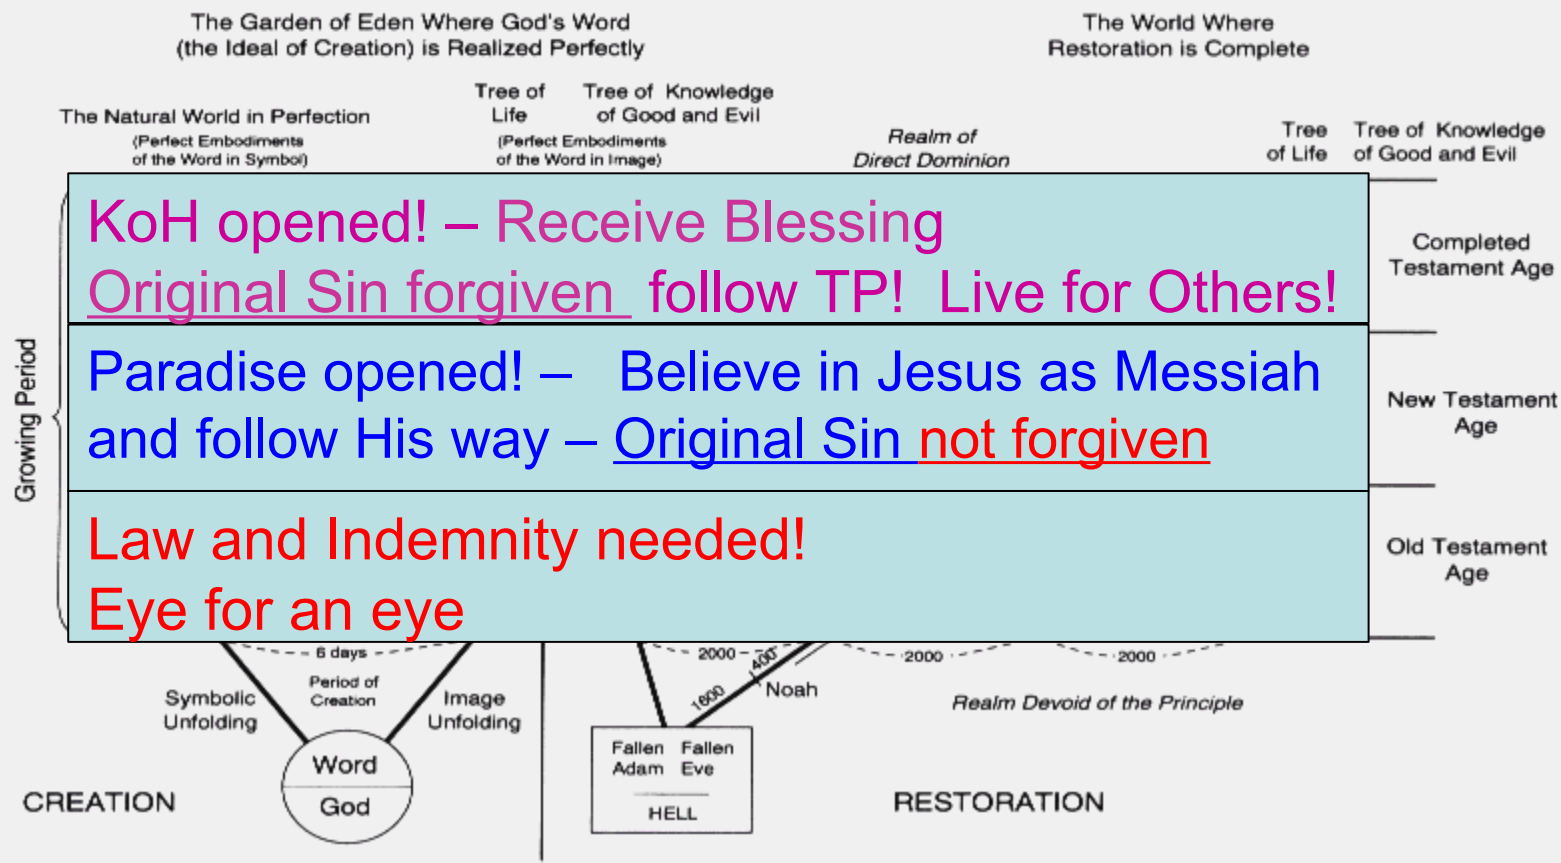 The Garden of Eden Where God's Word
(the Ideal of Creation) is Realized Perfectly
The World Where
Restoration is Complete
The Natural World in Perfection
(Perfect Embodiments
of the Word in Symbol)
Tree of
Life
Tree of Knowledge
of Good and Evil
(Perfect Embodiments
of the Word in Image)
Realm of
Direct Dominion
Tree
of Life
Tree of Knowledge
of Good and Evil
Growing Period
KoH opened! – Receive Blessing
Original Sin forgiven follow TP! Live for Others!
Completed
Testament Age
Paradise opened! – Believe in Jesus as Messiah
and follow His way – Original Sin not forgiven
New Testament
Age
Law and Indemnity needed!
Eye for an eye
Old Testament
Age
6 days
Period of
Creation
Symbolic
Unfolding
Image
Unfolding
Word
God
CREATION
2000
400
1600
Noah
2000
2000
Realm Devoid of the Principle
Fallen Fallen
Adam Eve
HELL
RESTORATION